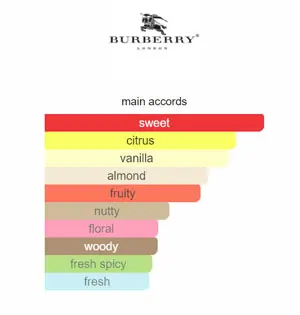 BURBERRY®
LONDON
main accords
sweet
citrus
vanilla
almond
fruity
nutty
floral
woody
fresh spicy
fresh